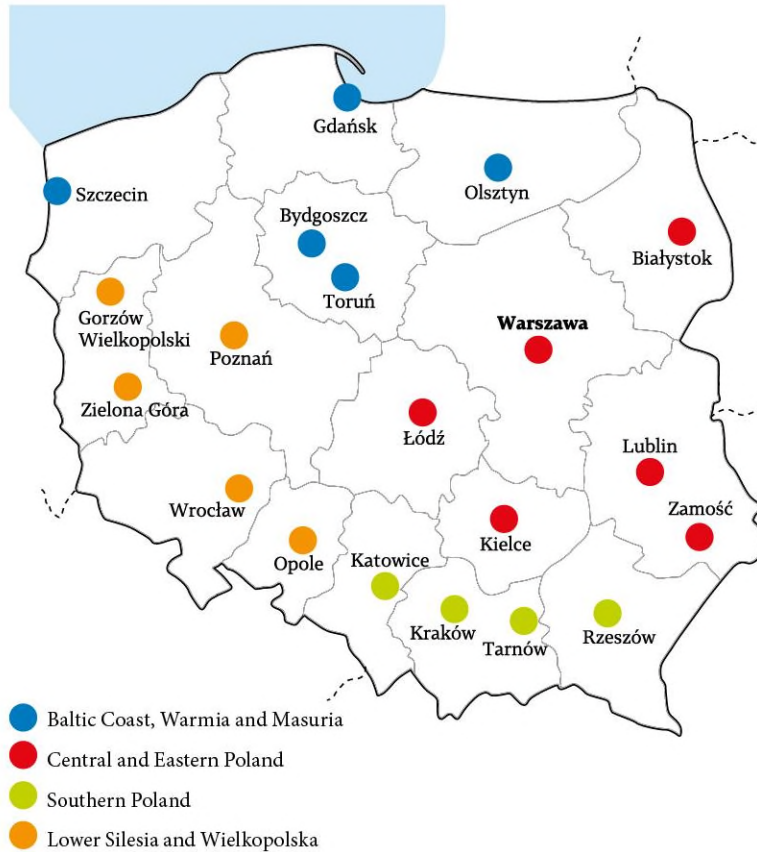 Gdańsk
Szczecin
Olsztyn
Bydgoszcz
Toruń
Białystok
Gorzów
Wielkopolski
Poznań
Warszawa
Zielona Góra
Łódź
Lublin
Wrocław
Zamość
Kielce
Opole
Katowice
Kraków
Tarnów
Rzeszów
Baltic Coast, Warmia and Masuria
Central and Eastern Poland
Southern Poland
Lower Silesia and Wielkopolska